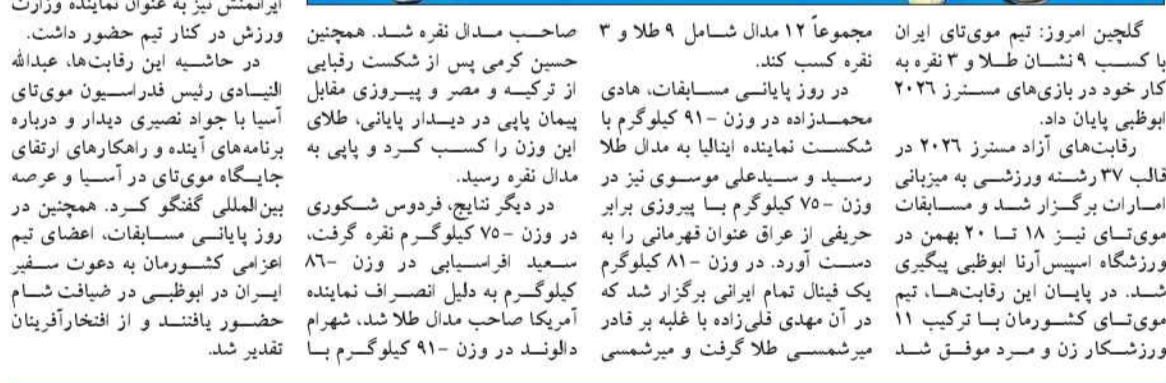 گلچین امروز: تیم موی‌تای ایران
با کسب ۹ نشان طلا و ۳ نقره به
کار خود در بازی‌های مسترز ۲۰۲۶
ابوظبی پایان داد.
رقابت‌های آزاد مسترز ۲۰۲۶ در
قالب ۳۷ رشته ورزشی به میزبانی
امارات برگزار شد و مسابقات
موی‌تای نیز ۱۸ تا ۲۰ بهمن در
ورزشگاه اسپیس‌آرنا ابوظبی پیگیری
شد. در پایان این رقابت‌ها، تیم
موی‌تای کشورمان با ترکیب ۱۱
ورزشکار زن و مرد موفق شد
مجموعاً ۱۲ مدال شامل ۹ طلا و ۳
نقره کسب کند.
در روز پایانی مسابقات، هادی
محمدزاده در وزن -۹۱ کیلوگرم با
شکست نماینده ایتالیا به مدال طلا
رسید و سیدعلی موسوی نیز در
وزن -۷۵ کیلوگرم با پیروزی برابر
حریفی از عراق عنوان قهرمانی را به
دست آورد. در وزن -۸۱ کیلوگرم
یک فینال تمام ایرانی برگزار شد که
در آن مهدی قلی‌زاده با غلبه بر قادر
میرشمسی طلا گرفت و میرشمسی
صاحب مدال نقره شد. همچنین
حسین کرمی پس از شکست رقبایی
از ترکیه و مصر و پیروزی مقابل
پیمان پاپی در دیدار پایانی، طلای
این وزن را کسب کرد و پاپی به
مدال نقره رسید.
در دیگر نتایج، فردوس شکوری
در وزن -۷۵ کیلوگرم نقره گرفت،
سعید افراسیابی در وزن -۸۶
کیلوگرم به دلیل انصراف نماینده
آمریکا صاحب مدال طلا شد، شهرام
دالوند در وزن -۹۱ کیلوگرم با
ایرانمنش نیز به عنوان نماینده وزارت
ورزش در کنار تیم حضور داشت.
در حاشیه این رقابت‌ها، عبدالله
النیادی رئیس فدراسیون موی‌تای
آسیا با جواد نصیری دیدار و درباره
برنامه‌های آینده و راهکارهای ارتقای
جایگاه موی‌تای در آسیا و عرصه
بین‌المللی گفتگو کرد. همچنین در
روز پایانی مسابقات، اعضای تیم
اعزامی کشورمان به دعوت سفیر
ایران در ابوظبی در ضیافت شام
حضور یافتند و از افتخارآفرینان
تقدیر شد.